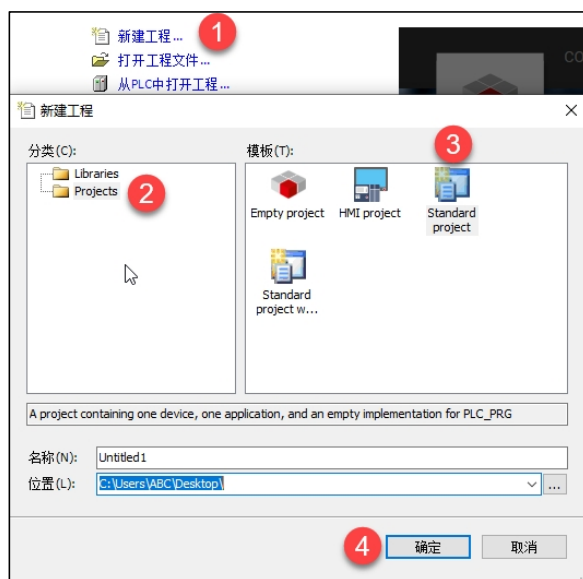 新建工程...
1
打开工程文件...
从PLC中打开工程...
CO
新建工程
分类(C):
模板(T):
3
Libraries
Projects
2
Empty project
HMI project
Standard
project
Standard
project w...
A project containing one device, one application, and an empty implementation for PLC_PRG
名称(N):
Untitled1
位置(L):
C:\Users\ABC\Desktop\
...
4
确定
取消